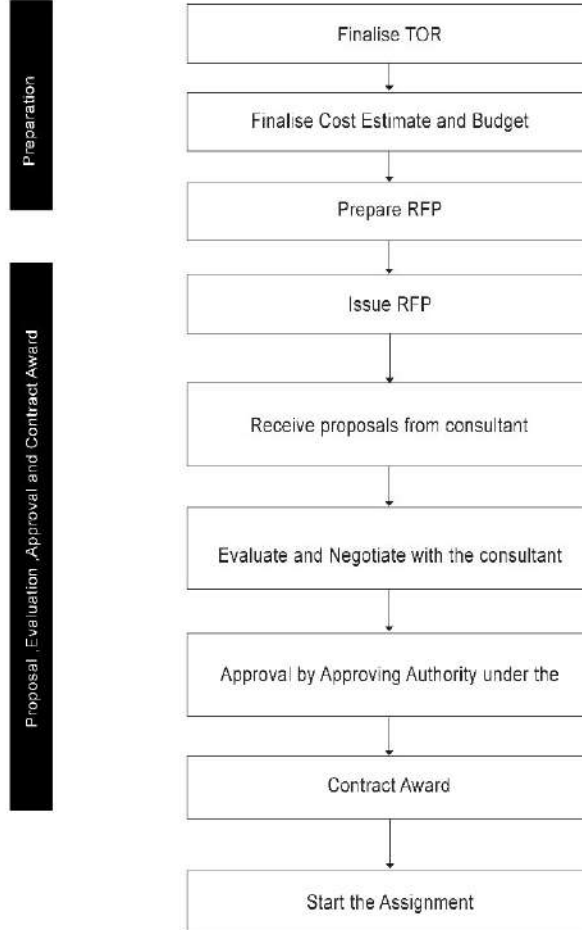 Preparation
Finalise TOR
Finalise Cost Estimate and Budget
Prepare RFP
Proposal ,Evaluation ,Approval and Contract Award
Issue RFP
Receive proposals from consultant
Evaluate and Negotiate with the consultant
Approval by Approving Authority under the
Contract Award
Start the Assignment